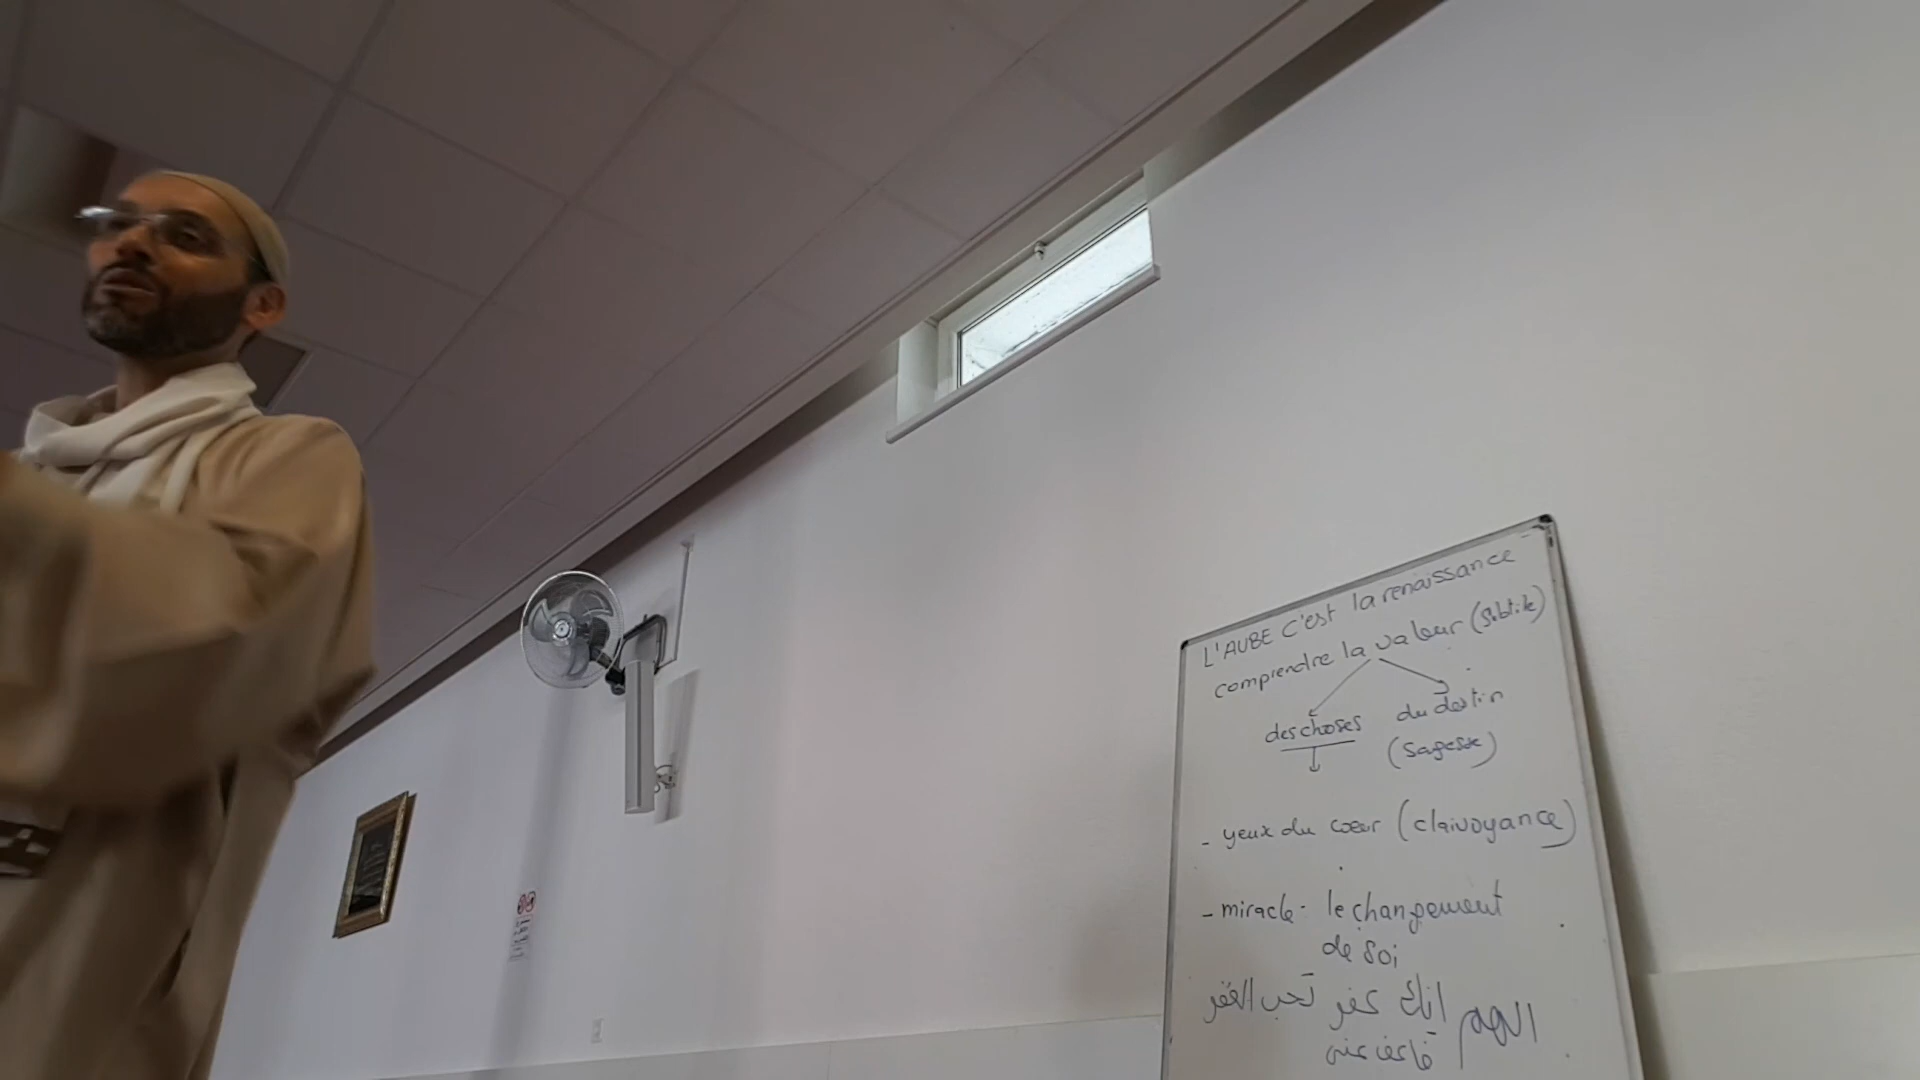 L'AUBE c'est la renaissance
comprendre la valeur (subtile)
des choses du destin
(sagesse)
- yeux du coeur (clairvoyance)
- miracle : le changement
de soi
اللهم إنك عفو تحب العفو
فاعف عني